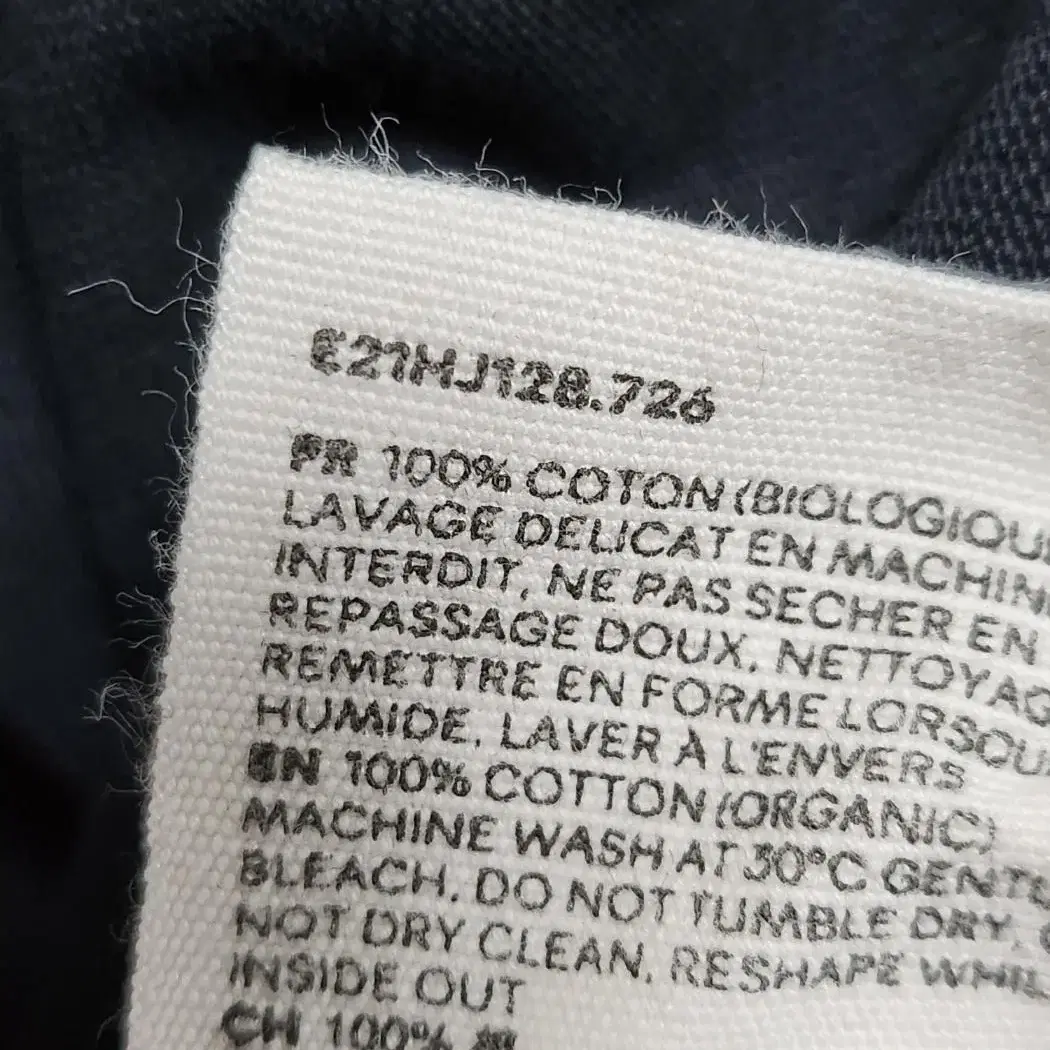 E21HJ128.726
FR 100% COTON (BIOLOGIQU
LAVAGE DELICAT EN MACHIN
INTERDIT, NE PAS SECHER EN
REPASSAGE DOUX, NETTOYAG
REMETTRE EN FORME LORSQU
HUMIDE, LAVER À L'ENVERS
EN 100% COTTON (ORGANIC)
MACHINE WASH AT 30°C GENTL
BLEACH, DO NOT TUMBLE DRY,
NOT DRY CLEAN, RESHAPE WHIL
INSIDE OUT
CH 100%